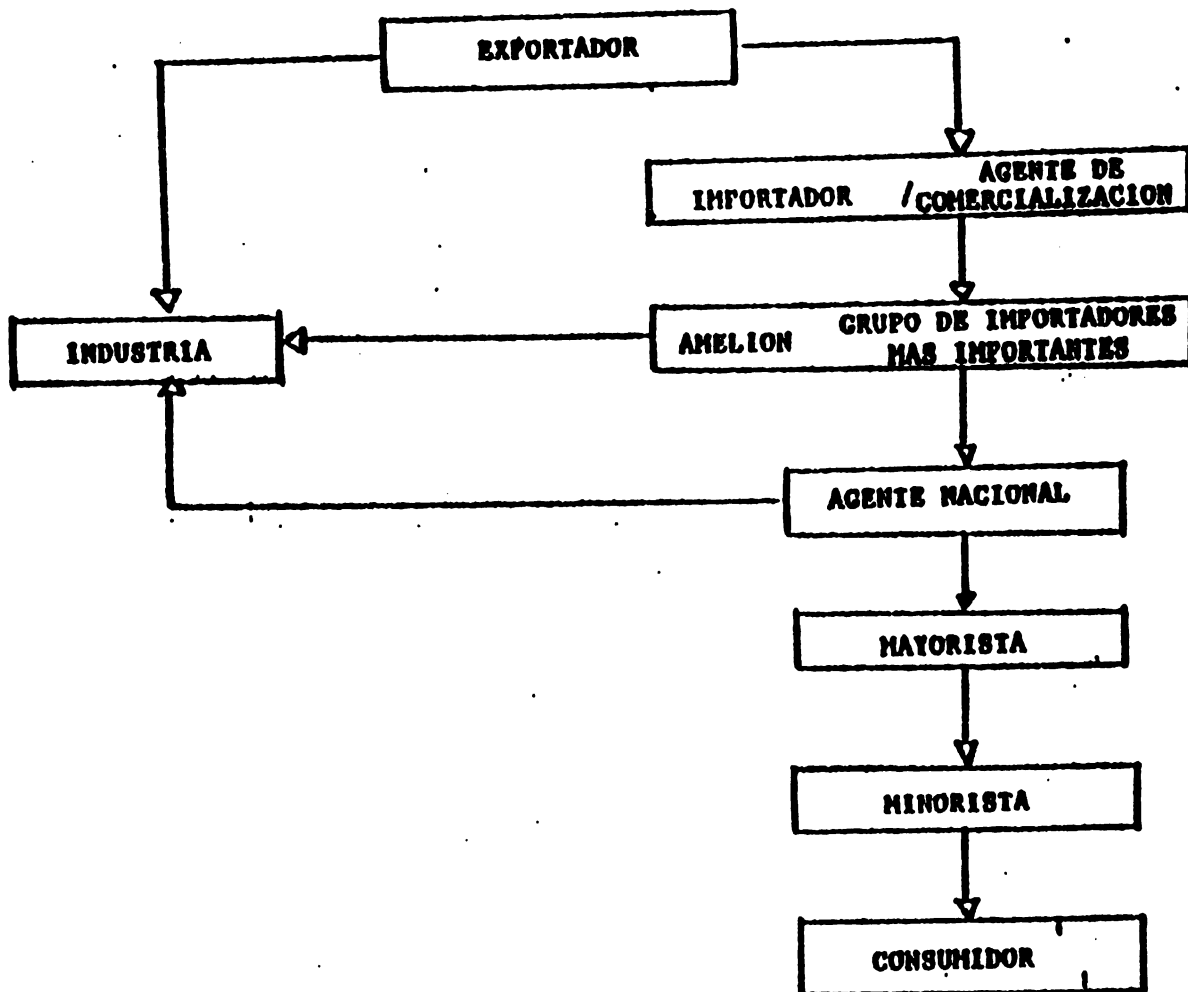 EXPORTADOR
AGENTE DE
IMPORTADOR / COMERCIALIZACION
INDUSTRIA
AMELION GRUPO DE IMPORTADORES
MAS IMPORTANTES
AGENTE NACIONAL
MAYORISTA
MINORISTA
CONSUMIDOR